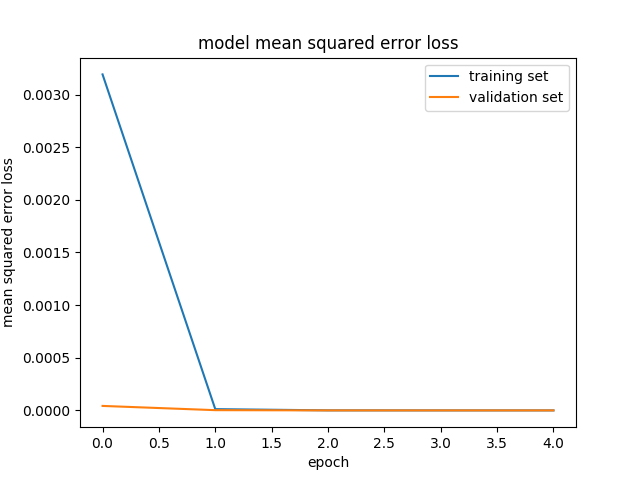 model mean squared error loss
training set
validation set
0.0030
0.0025
0.0020
0.0015
0.0010
0.0005
0.0000
mean squared error loss
0.0 0.5 1.0 1.5 2.0 2.5 3.0 3.5 4.0
epoch